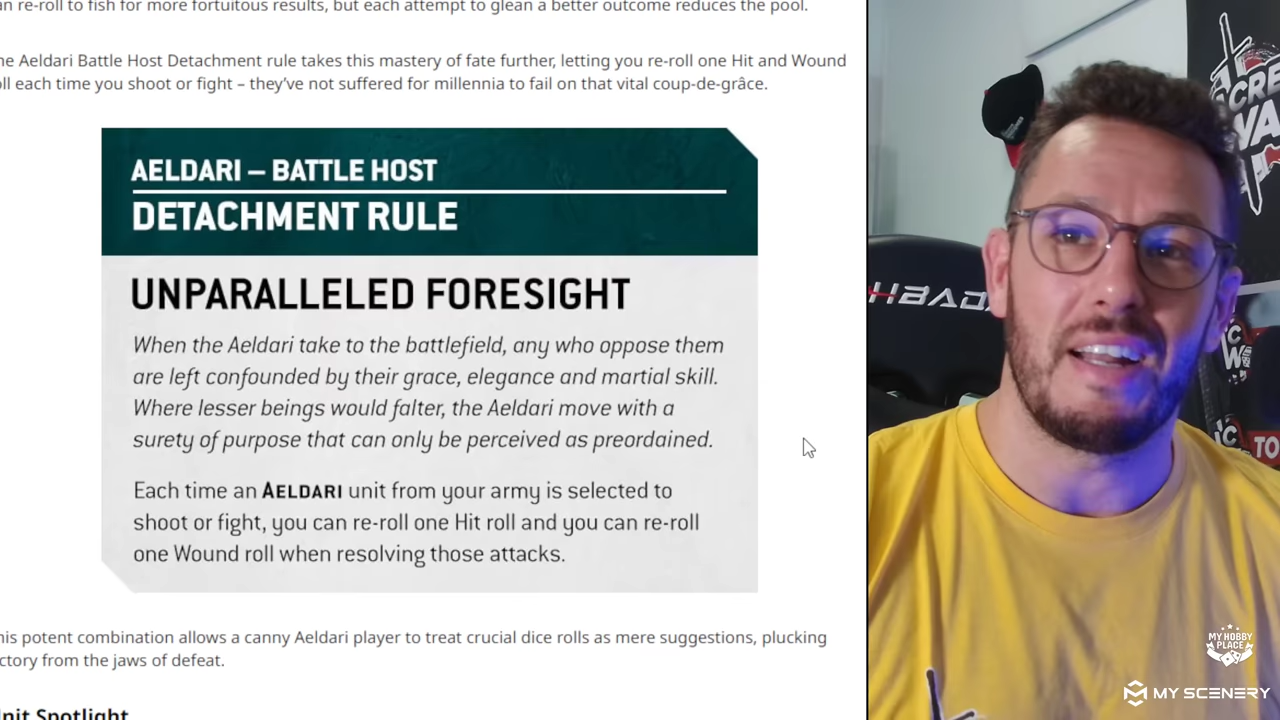 n re-roll to fish for more fortuitous results, but each attempt to glean a better outcome reduces the pool.
e Aeldari Battle Host Detachment rule takes this mastery of fate further, letting you re-roll one Hit and Wound
ll each time you shoot or fight – they’ve not suffered for millennia to fail on that vital coup-de-grâce.
AELDARI – BATTLE HOST
DETACHMENT RULE
UNPARALLELED FORESIGHT
When the Aeldari take to the battlefield, any who oppose them
are left confounded by their grace, elegance and martial skill.
Where lesser beings would falter, the Aeldari move with a
surety of purpose that can only be perceived as preordained.
Each time an AELDARI unit from your army is selected to
shoot or fight, you can re-roll one Hit roll and you can re-roll
one Wound roll when resolving those attacks.
his potent combination allows a canny Aeldari player to treat crucial dice rolls as mere suggestions, plucking
ctory from the jaws of defeat.
nit Spotlight
HBADA
CRE
WA
IC
W
IC
TO
MY HOBBY
PLACE
MY SCENERY